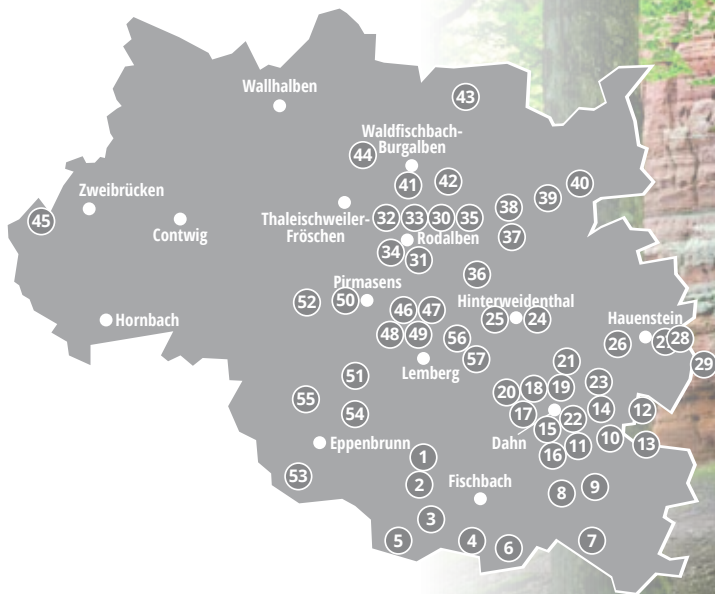 43
Wallhalben
Waldfischbach-
Burgalben
44
41
42
40
39
Zweibrücken
45
Contwig
Thaleischweiler-
Fröschen
32 33 30 35 38
37
Rodalben
34
31
36
Pirmasens
52 50
46 47
Hinterweidenthal
25 24
Hauenstein
26
28
29
Hornbach
48 49 56
57
Lemberg
21
51
20 18 19 23
55
54
17
22 14 12
15
Dahn
11 10 13
16
Eppenbrunn
1
53
2
Fischbach
8 9
3
5 4 6 7